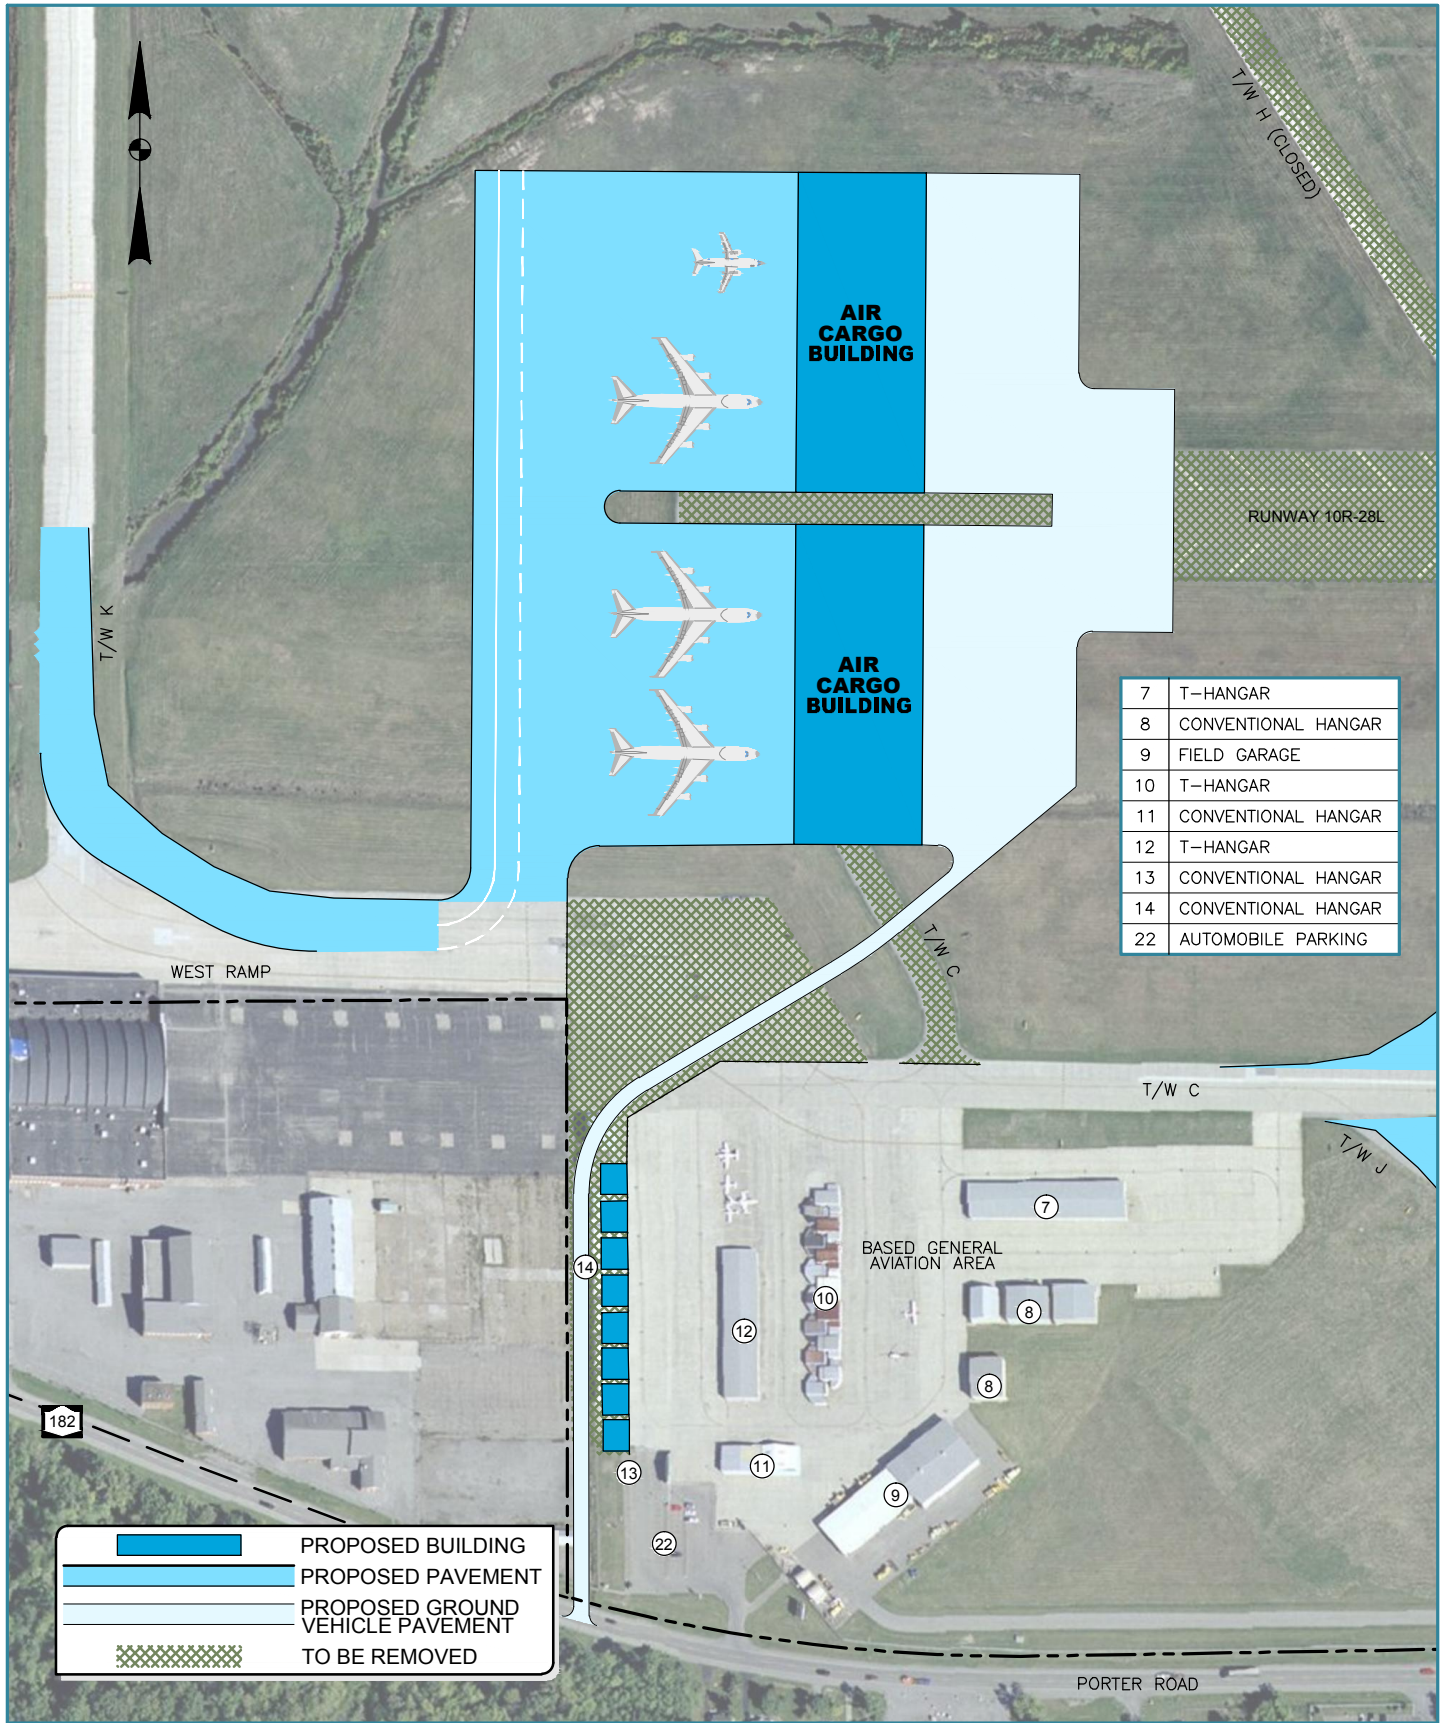 T/W H (CLOSED)
AIR
CARGO
BUILDING
RUNWAY 10R-28L
T/W K
AIR
CARGO
BUILDING
7 T-HANGAR
8 CONVENTIONAL HANGAR
9 FIELD GARAGE
10 T-HANGAR
11 CONVENTIONAL HANGAR
12 T-HANGAR
13 CONVENTIONAL HANGAR
14 CONVENTIONAL HANGAR
22 AUTOMOBILE PARKING
T/W C
WEST RAMP
T/W C
T/W J
7
BASED GENERAL
AVIATION AREA
14
10
8
12
8
182
11
13
9
22
PROPOSED BUILDING
PROPOSED PAVEMENT
PROPOSED GROUND
VEHICLE PAVEMENT
TO BE REMOVED
PORTER ROAD